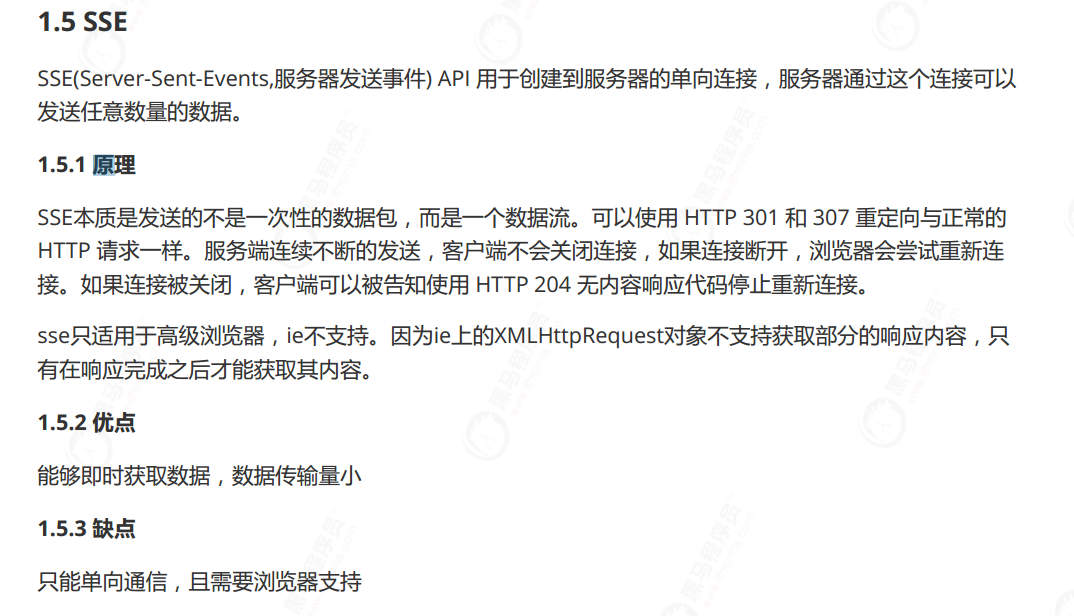 1.5 SSE
SSE(Server-Sent-Events,服务器发送事件) API 用于创建到服务器的单向连接，服务器通过这个连接可以
发送任意数量的数据。
1.5.1 原理
SSE本质是发送的不是一次性的数据包，而是一个数据流。可以使用 HTTP 301 和 307 重定向与正常的
HTTP 请求一样。服务端连续不断的发送，客户端不会关闭连接，如果连接断开，浏览器会尝试重新连
接。如果连接被关闭，客户端可以被告知使用 HTTP 204 无内容响应代码停止重新连接。
sse只适用于高级浏览器，ie不支持。因为ie上的XMLHttpRequest对象不支持获取部分的响应内容，只
有在响应完成之后才能获取其内容。
1.5.2 优点
能够即时获取数据，数据传输量小
1.5.3 缺点
只能单向通信，且需要浏览器支持
黑马程序员
www.itheima.com